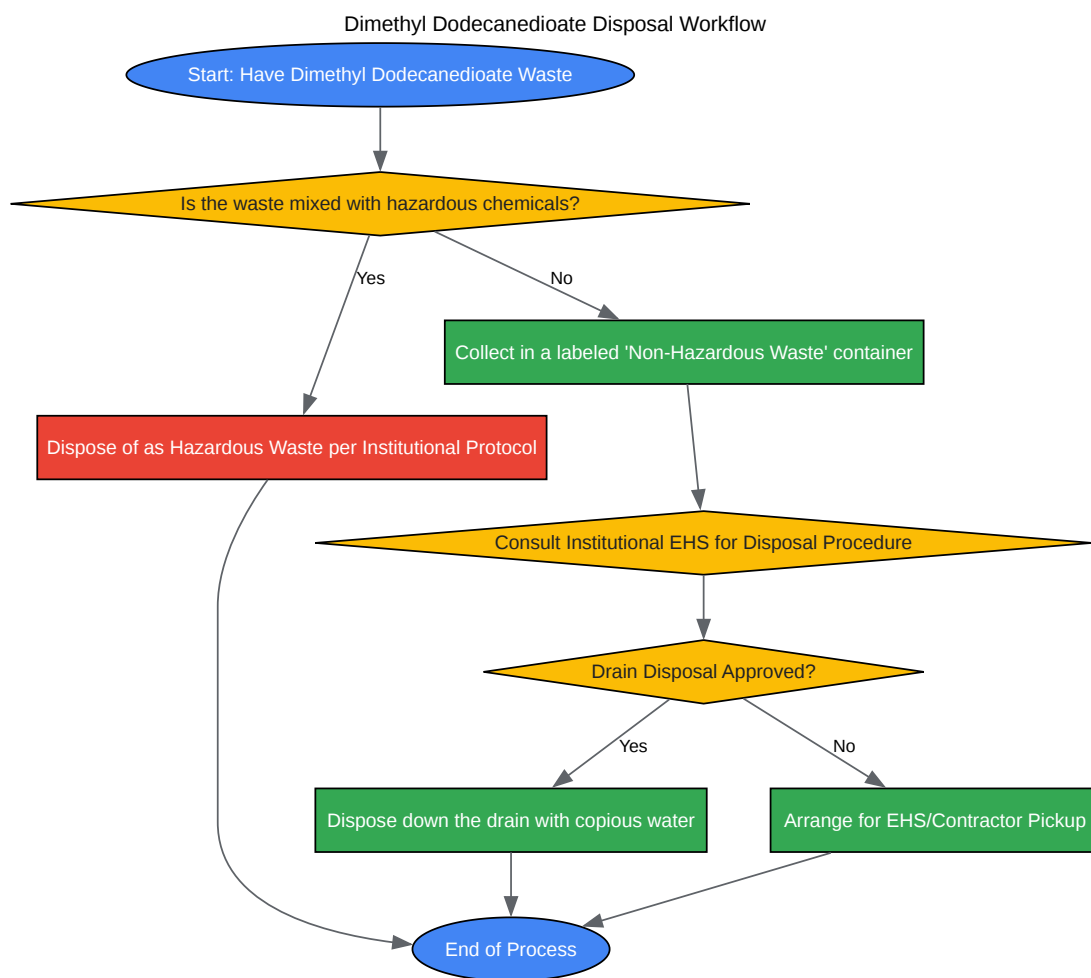 Dimethyl Dodecanedioate Disposal Workflow
Start: Have Dimethyl Dodecanedioate Waste
Is the waste mixed with hazardous chemicals?
Yes
No
Collect in a labeled 'Non-Hazardous Waste' container
Dispose of as Hazardous Waste per Institutional Protocol
Consult Institutional EHS for Disposal Procedure
Drain Disposal Approved?
Yes
No
Dispose down the drain with copious water
Arrange for EHS/Contractor Pickup
End of Process